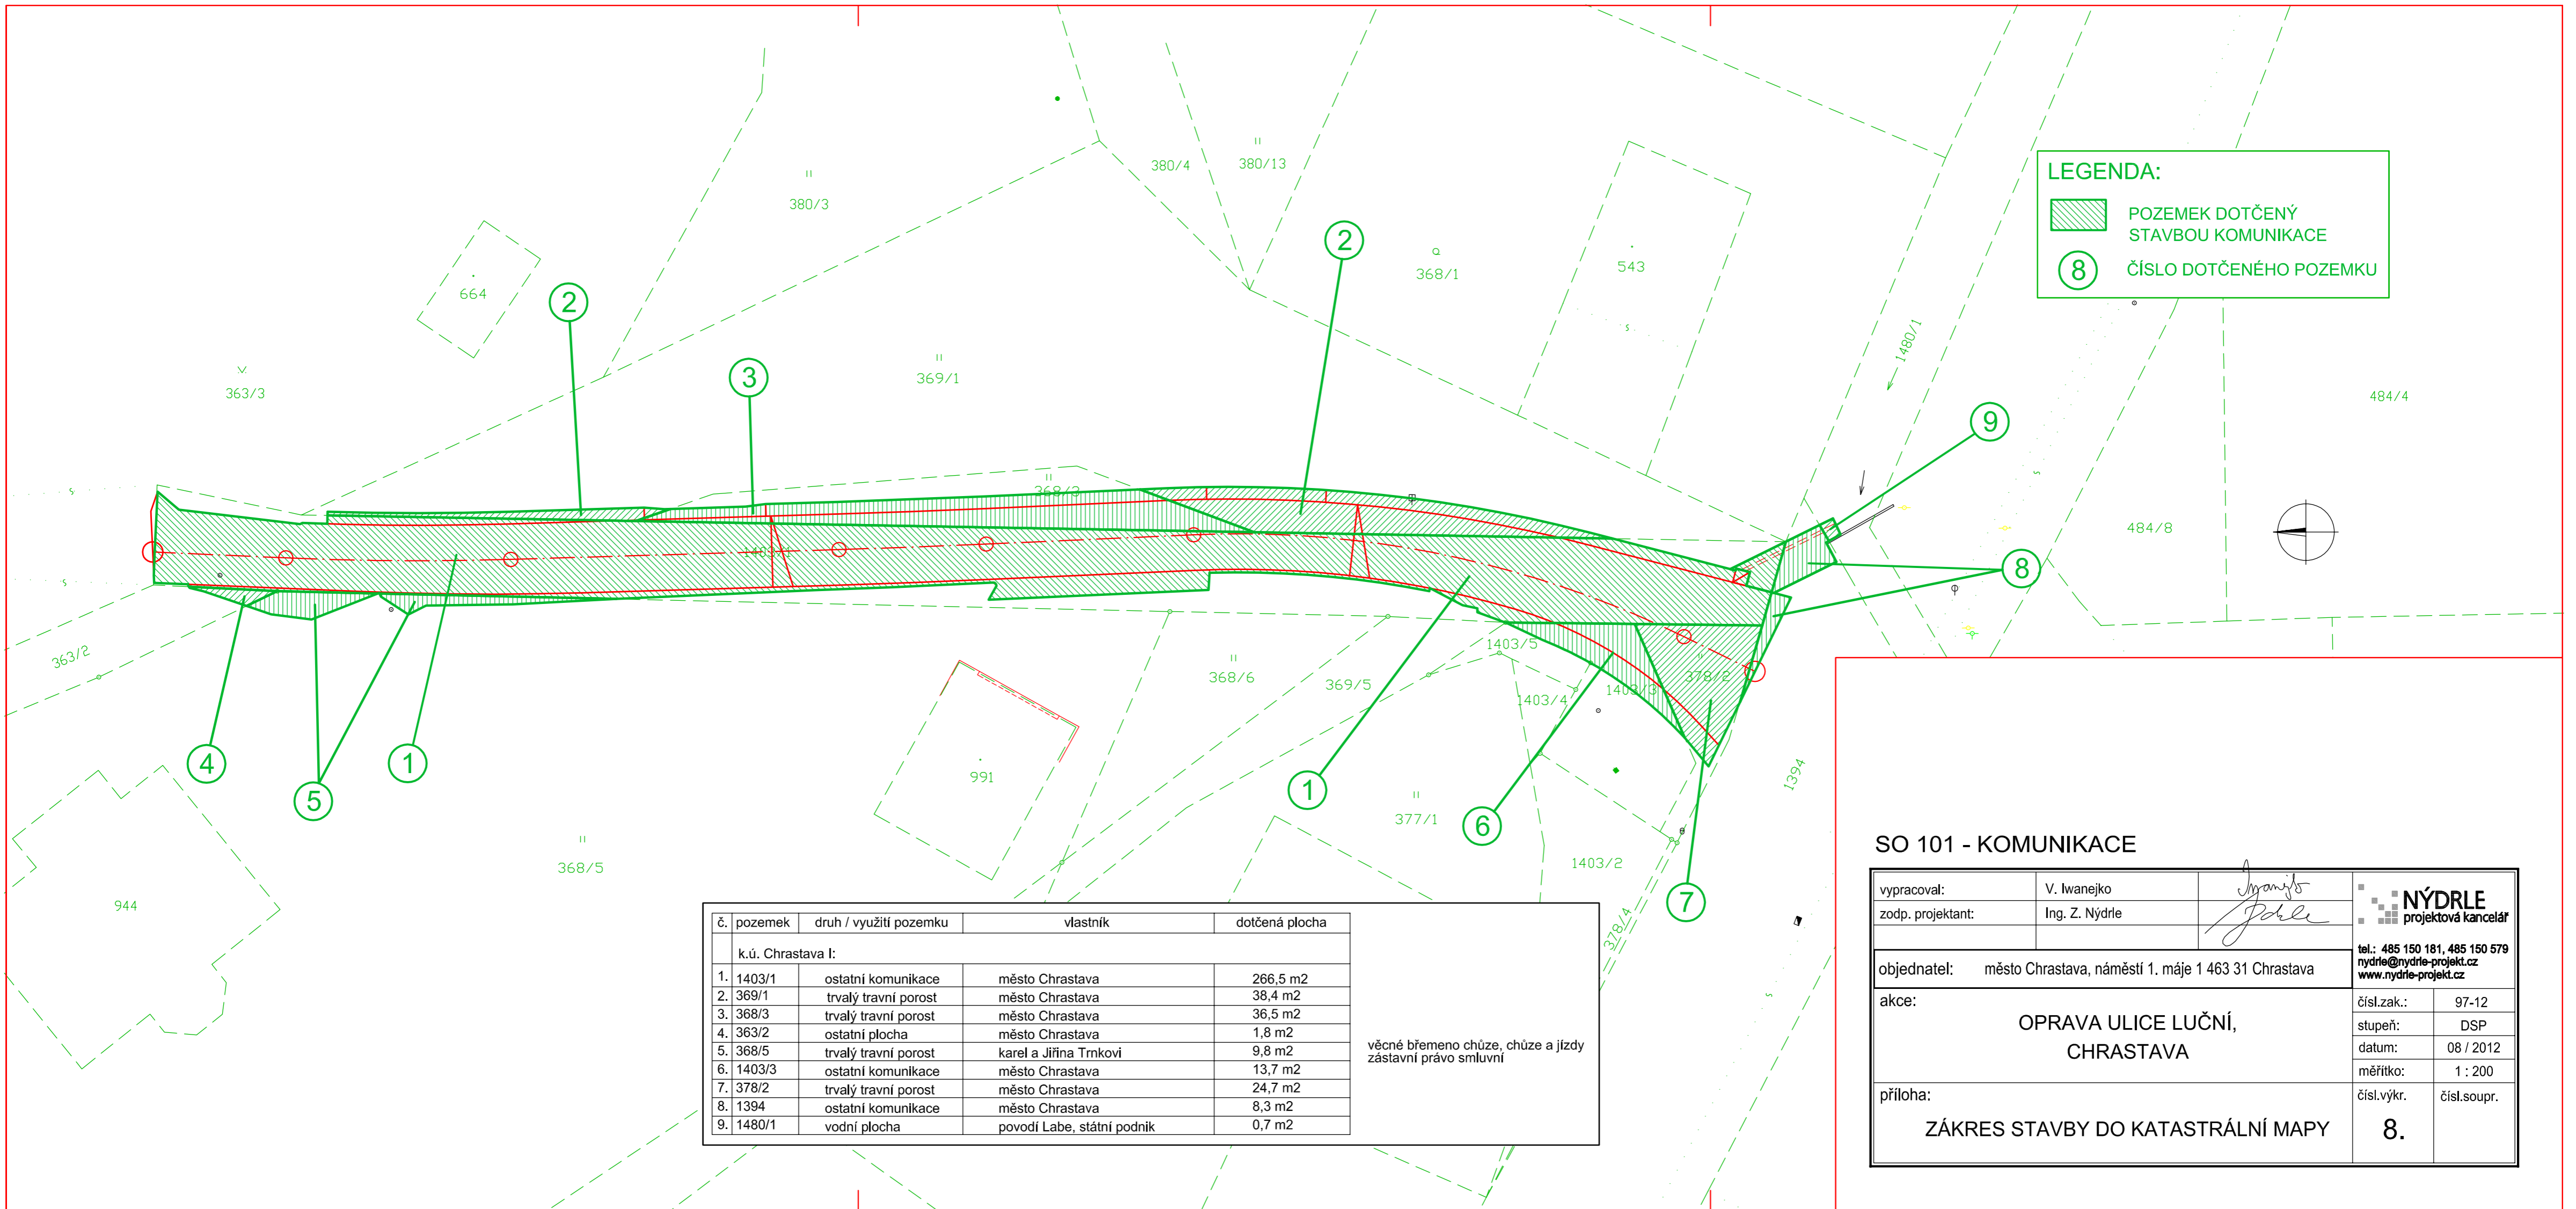 380/4
380/13
380/3
368/1
543
664
363/3
369/1
1480/1
484/4
484/8
368/3
1403/1
363/2
368/6
369/5
1403/5
1403/4
1403/3
378/2
991
377/1
1403/2
1394
378/4
368/5
944
2
2
3
9
8
4
5
1
1
6
7
LEGENDA:
POZEMEK DOTČENÝ
STAVBOU KOMUNIKACE
8 ČÍSLO DOTČENÉHO POZEMKU
č. pozemek druh / využití pozemku vlastník dotčená plocha
k.ú. Chrastava I:
1. 1403/1 ostatní komunikace město Chrastava 266,5 m2
2. 369/1 trvalý travní porost město Chrastava 38,4 m2
3. 368/3 trvalý travní porost město Chrastava 36,5 m2
4. 363/2 ostatní plocha město Chrastava 1,8 m2
5. 368/5 trvalý travní porost karel a Jiřina Trnkovi 9,8 m2
věcné břemeno chůze, chůze a jízdy
zástavní právo smluvní
6. 1403/3 ostatní komunikace město Chrastava 13,7 m2
7. 378/2 trvalý travní porost město Chrastava 24,7 m2
8. 1394 ostatní komunikace město Chrastava 8,3 m2
9. 1480/1 vodní plocha povodí Labe, státní podnik 0,7 m2
SO 101 - KOMUNIKACE
vypracoval: V. Iwanejko
zodp. projektant: Ing. Z. Nýdrle
NÝDRLE
projektová kancelář
tel.: 485 150 181, 485 150 579
nydrle@nydrle-projekt.cz
www.nydrle-projekt.cz
objednatel: město Chrastava, náměstí 1. máje 1 463 31 Chrastava
akce:
OPRAVA ULICE LUČNÍ,
CHRASTAVA
čísl.zak.: 97-12
stupeň: DSP
datum: 08 / 2012
měřítko: 1 : 200
příloha:
ZÁKRES STAVBY DO KATASTRÁLNÍ MAPY
čísl.výkr. čísl.soupr.
8.